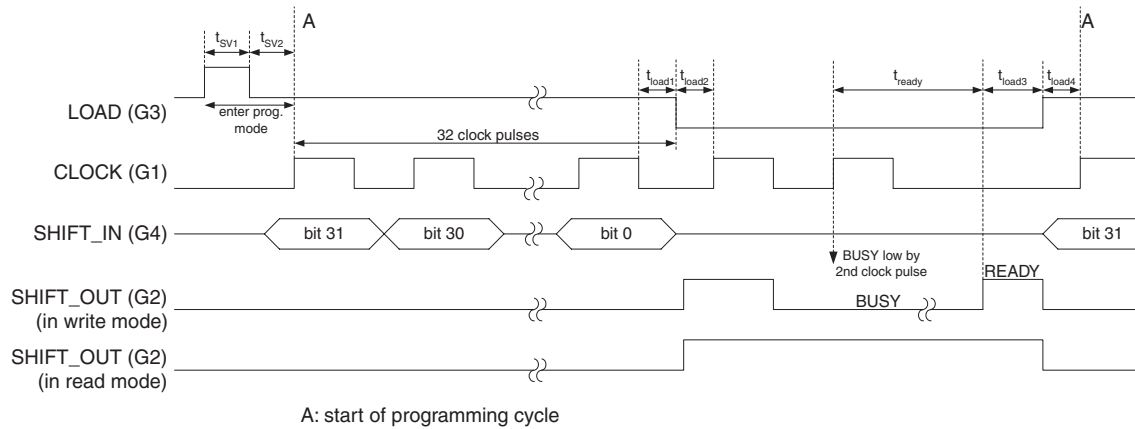 A
A
tSV1
tSV2
tload1
tload2
tready
tload3
tload4
LOAD (G3)
enter prog.
mode
32 clock pulses
CLOCK (G1)
SHIFT_IN (G4)
bit 31
bit 30
bit 0
bit 31
BUSY low by
2nd clock pulse
READY
SHIFT_OUT (G2)
(in write mode)
BUSY
SHIFT_OUT (G2)
(in read mode)
A: start of programming cycle